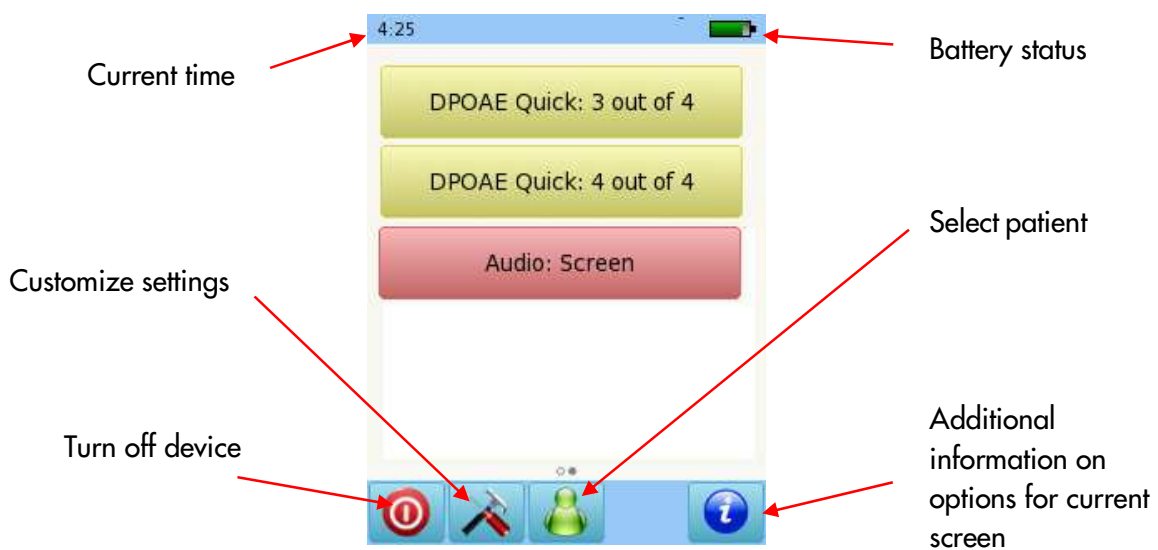 4:25
Battery status
Current time
DPOAE Quick: 3 out of 4
DPOAE Quick: 4 out of 4
Select patient
Audio: Screen
Customize settings
Turn off device
Additional
information on
options for current
screen